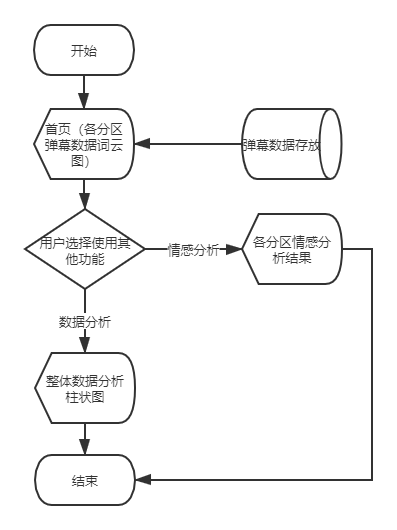 开始
首页（各分区
弹幕数据词云
图）
弹幕数据存放
用户选择使用其
他功能
情感分析
各分区情感分
析结果
数据分析
整体数据分析
柱状图
结束